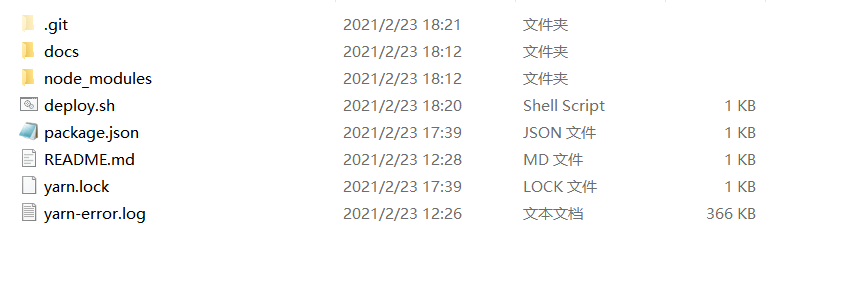 .git 2021/2/23 18:21 文件夹
docs 2021/2/23 18:12 文件夹
node_modules 2021/2/23 18:12 文件夹
deploy.sh 2021/2/23 18:20 Shell Script 1 KB
package.json 2021/2/23 17:39 JSON 文件 1 KB
README.md 2021/2/23 12:28 MD 文件 1 KB
yarn.lock 2021/2/23 17:39 LOCK 文件 1 KB
yarn-error.log 2021/2/23 12:26 文本文档 366 KB